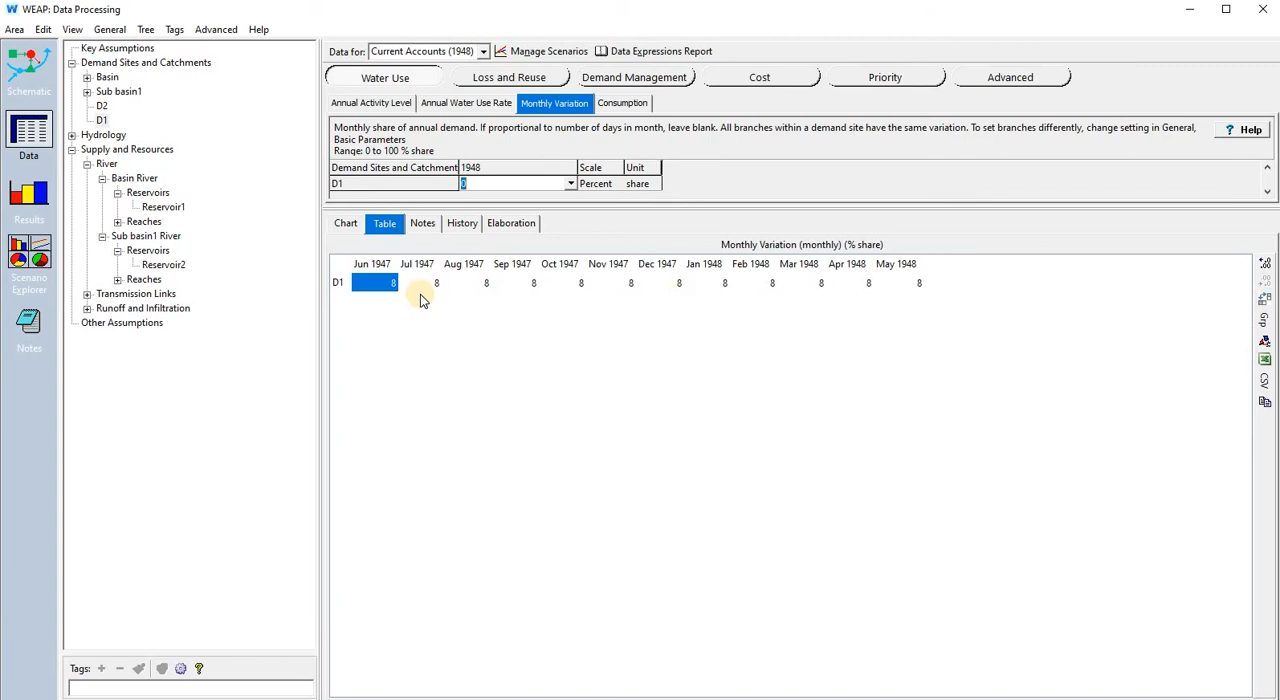 WEAP: Data Processing
Area Edit View General Tree Tags Advanced Help
Schematic
Data
Results
Scenario
Explorer
Notes
Key Assumptions
Demand Sites and Catchments
Basin
Sub basin1
D2
D1
Hydrology
Supply and Resources
River
Basin River
Reservoirs
Reservoir1
Reaches
Sub basin1 River
Reservoirs
Reservoir2
Reaches
Transmission Links
Runoff and Infiltration
Other Assumptions
Tags:
Data for: Current Accounts (1948) Manage Scenarios Data Expressions Report
Water Use Loss and Reuse Demand Management Cost Priority Advanced
Annual Activity Level Annual Water Use Rate Monthly Variation Consumption
Monthly share of annual demand. If proportional to number of days in month, leave blank. All branches within a demand site have the same variation. To set branches differently, change setting in General,
Basic Parameters
Range: 0 to 100 % share
? Help
Demand Sites and Catchment 1948 Scale Unit
D1 0 Percent share
Chart Table Notes History Elaboration
Monthly Variation (monthly) (% share)
Jun 1947 Jul 1947 Aug 1947 Sep 1947 Oct 1947 Nov 1947 Dec 1947 Jan 1948 Feb 1948 Mar 1948 Apr 1948 May 1948
D1 8 8 8 8 8 8 8 8 8 8 8 8
Grp
CSV